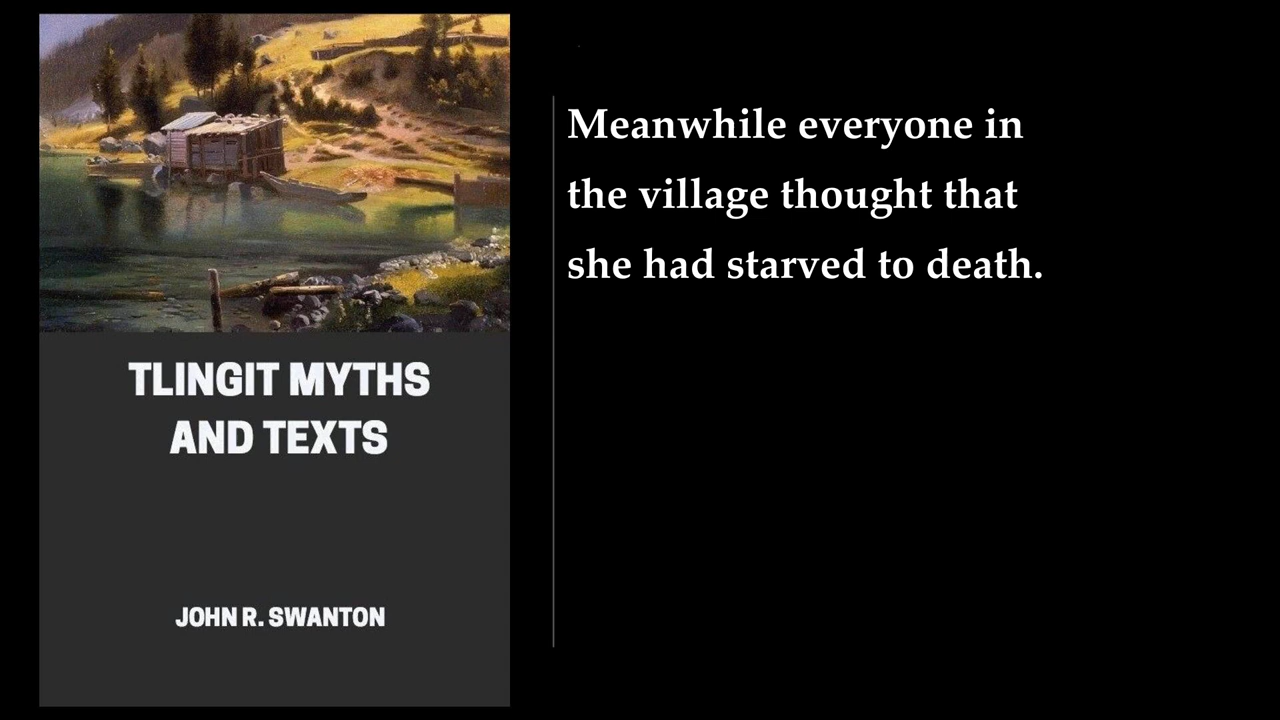 TLINGIT MYTHS
AND TEXTS
JOHN R. SWANTON
Meanwhile everyone in
the village thought that
she had starved to death.